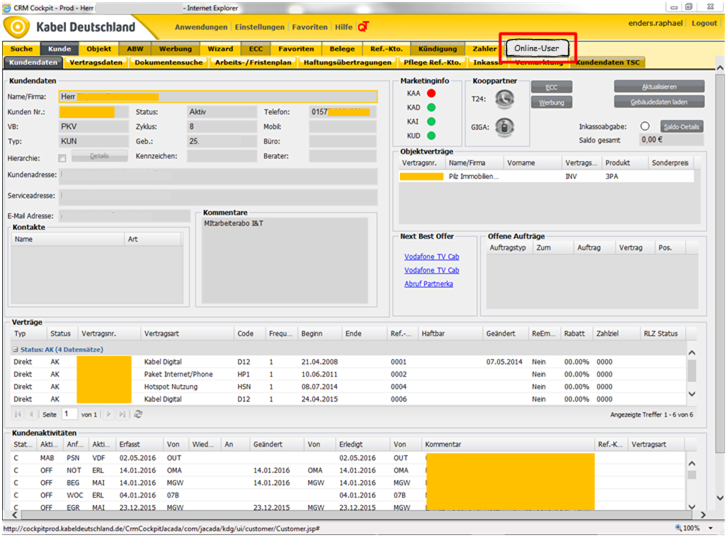 CRM Cockpit - Prod - Herr - Internet Explorer
Kabel Deutschland Anwendungen Einstellungen Favoriten Hilfe enders.raphael Logout
Suche Kunde Objekt ABW Werbung Wizard ECC Favoriten Belege Ref.-Kto. Kündigung Zahler Online-User
Kundendaten Vertragsdaten Dokumentensuche Arbeits-/Fristenplan Haftungsübertragungen Pflege Ref.-Kto. Inkasso Vermarktung Kundendaten TSC
Kundendaten
Name/Firma: Herr
Kunden Nr.: Status: Aktiv Telefon: 0157
VB: PKV Zyklus: 8 Mobil:
Typ: KUN Geb.: 25. Büro:
Hierarchie: Details Kennzeichen: Berater:
Kundenadresse:
Serviceadresse:
E-Mail Adresse:
Kontakte
Name Art
Kommentare
MItarbeiterabo I&T
Marketinginfo
KAA
KAD
KAI
KUD
Kooppartner
T24:
GIGA:
ECC
Werbung
Aktualisieren
Gebäudedaten laden
Inkassoabgabe: Saldo-Details
Saldo gesamt 0,00 €
Objektverträge
Vertragsnr. Name/Firma Vorname Vertrags... Produkt Sonderpreis
Pilz Immobilien... INV 3PA
Next Best Offer
Vodafone TV Cab
Vodafone TV Cab
Abruf Partnerka
Offene Aufträge
Auftragstyp Zum Auftrag Vertrag Pos.
Verträge
Typ Status Vertragsnr. Vertragsart Code Frequ... Beginn Ende Ref.-... Haftbar Geändert ReEm... Rabatt Zahlziel RLZ Status
Status: AK (4 Datensätze)
Direkt AK Kabel Digital D12 1 21.04.2008 0001 07.05.2014 Nein 00.00% 0000
Direkt AK Paket Internet/Phone HP1 1 10.06.2011 0002 Nein 00.00% 0000
Direkt AK Hotspot Nutzung HSN 1 08.07.2014 0004 Nein 00.00% 0000
Direkt AK Kabel Digital D12 1 24.04.2015 0006 Nein 00.00% 0000
Seite 1 von 1 Angezeigte Treffer 1 - 6 von 6
Kundenaktivitäten
Stat... Akti... Anf... Akti... Erfasst Von Wied... An Geändert Von Erledigt Von Kommentar Ref.-K... Vertragsart
C MAB PSN VDF 02.05.2016 OUT 02.05.2016 OUT
C OFF NOT ERL 14.01.2016 OMA 14.01.2016 OMA 14.01.2016 OMA
C OFF BEG MAI 14.01.2016 MGW 14.01.2016 MGW 14.01.2016 MGW
C OFF WOC ERL 04.01.2016 07B 04.01.2016 07B
C OFF EGR MAI 23.12.2015 MGW 23.12.2015 MGW
http://cockpitprod.kabeldeutschland.de/CrmCockpit/Jacada/com/jacada/kdg/ui/customer/Customer.jsp# 100%